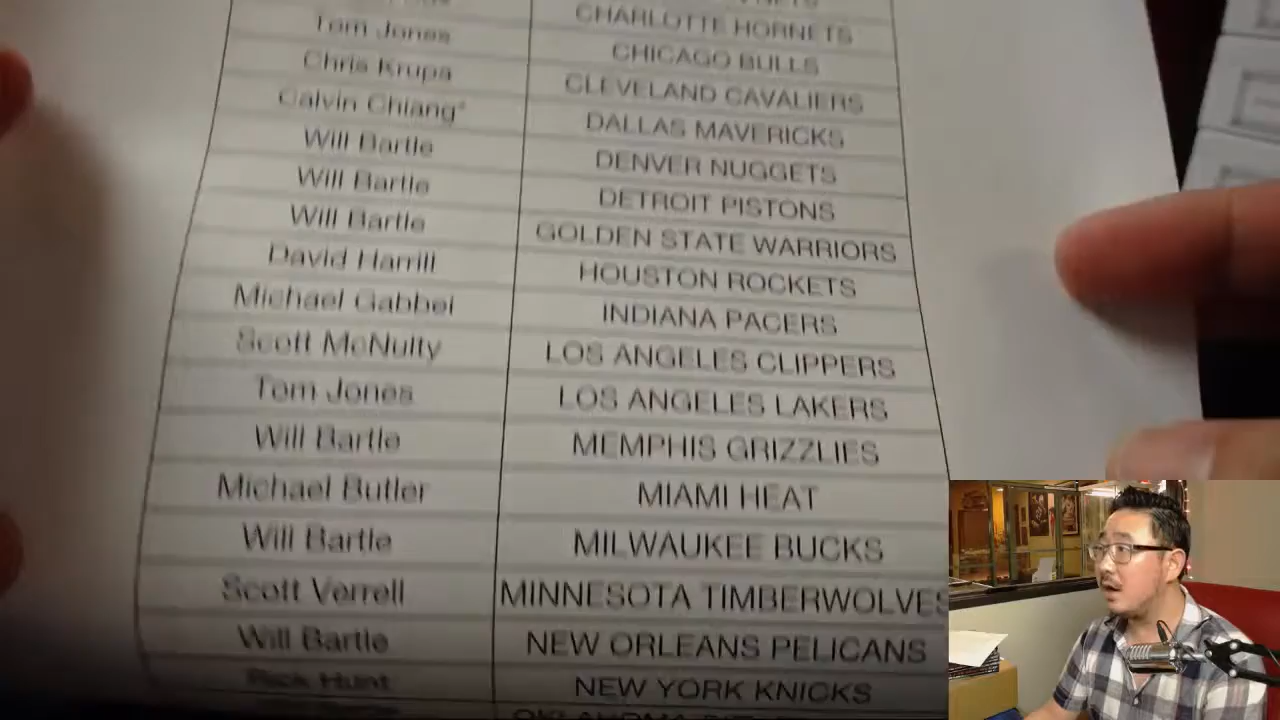 CHARLOTTE HORNETS
Tom Jones CHICAGO BULLS
Chris Krupa CLEVELAND CAVALIERS
Calvin Chiang* DALLAS MAVERICKS
Will Bartle DENVER NUGGETS
Will Bartle DETROIT PISTONS
Will Bartle GOLDEN STATE WARRIORS
David Harrill HOUSTON ROCKETS
Michael Gabbel INDIANA PACERS
Scott McNulty LOS ANGELES CLIPPERS
Tom Jones LOS ANGELES LAKERS
Will Bartle MEMPHIS GRIZZLIES
Michael Butler MIAMI HEAT
Will Bartle MILWAUKEE BUCKS
Scott Verrell MINNESOTA TIMBERWOLVES
Will Bartle NEW ORLEANS PELICANS
Rick Hunt NEW YORK KNICKS